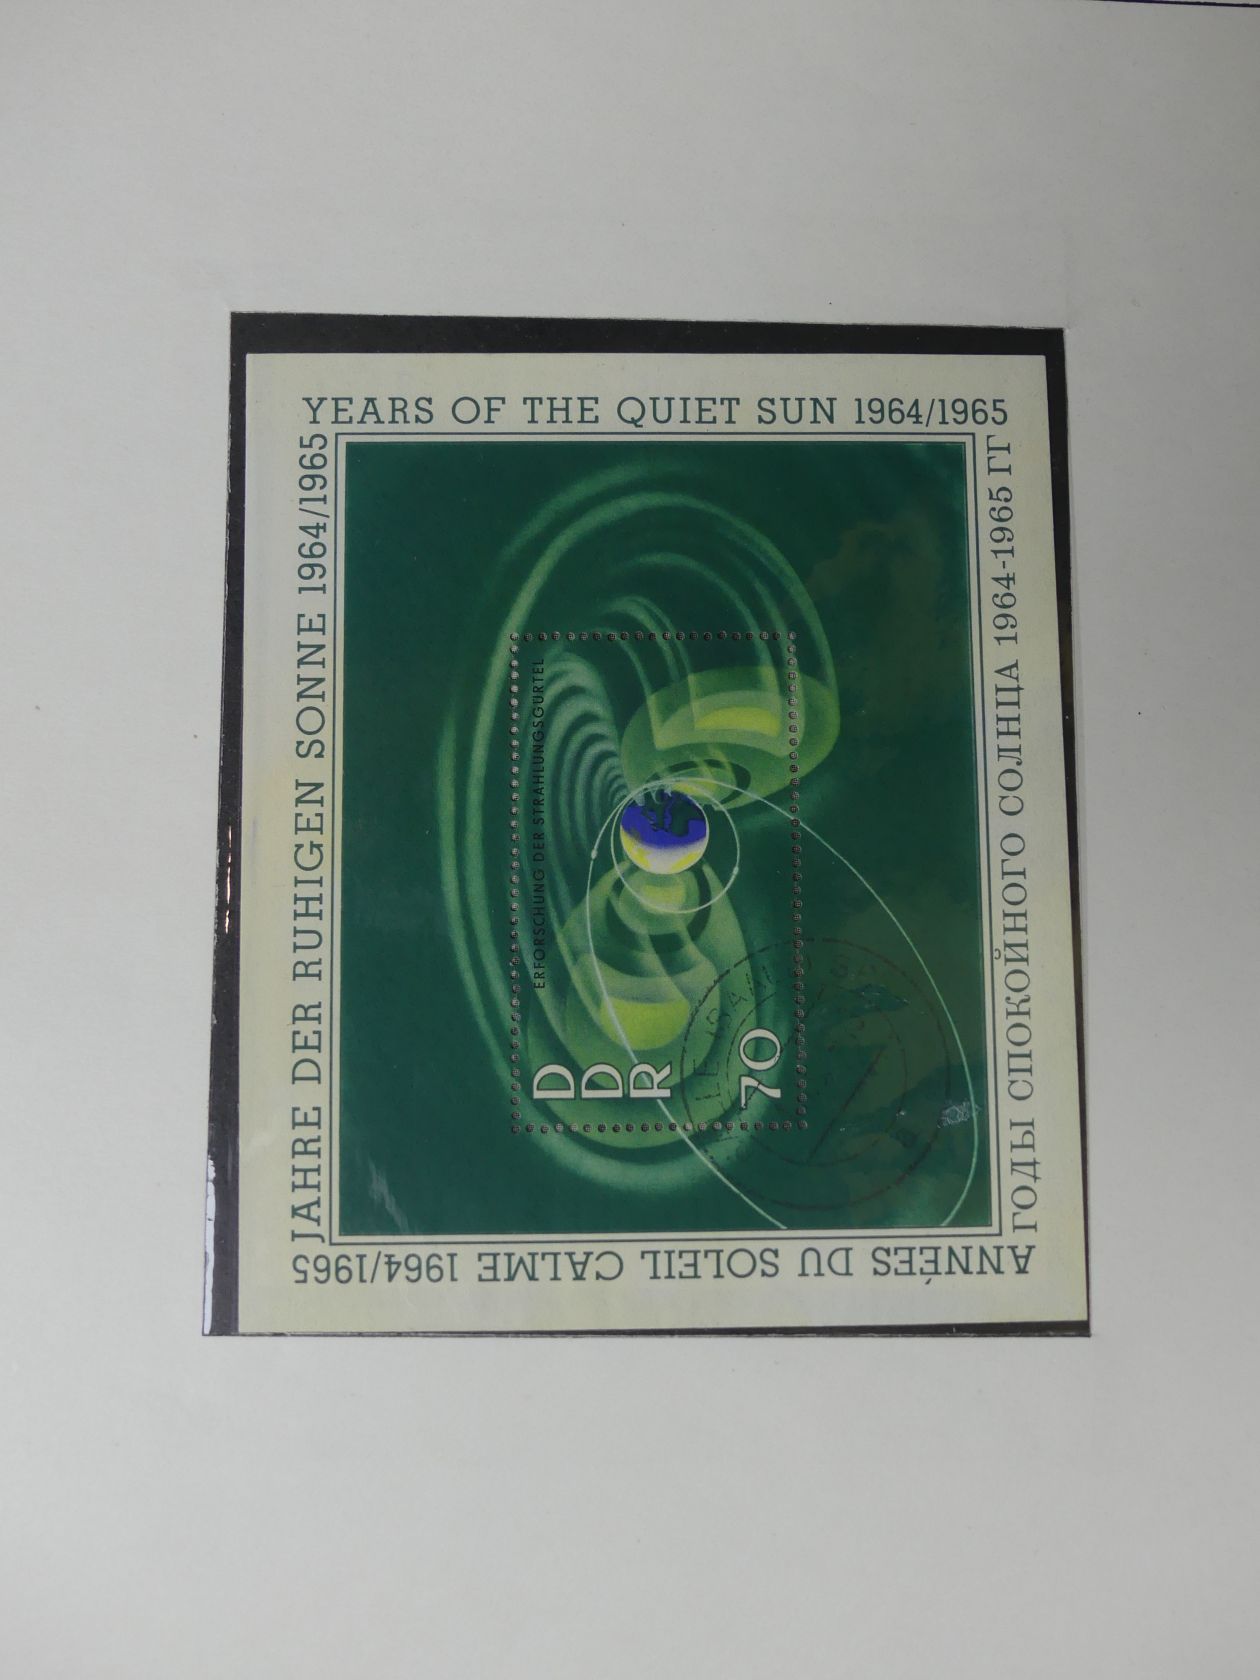 YEARS OF THE QUIET SUN 1964/1965
JAHRE DER RUHIGEN SONNE 1964/1965
ГОДЫ СПОКОЙНОГО СОЛНЦА 1964-1965 ГГ
ANNÉES DU SOLEIL CALME 1964/1965
ERFORSCHUNG DER STRAHLUNGSGÜRTEL
DDR
70